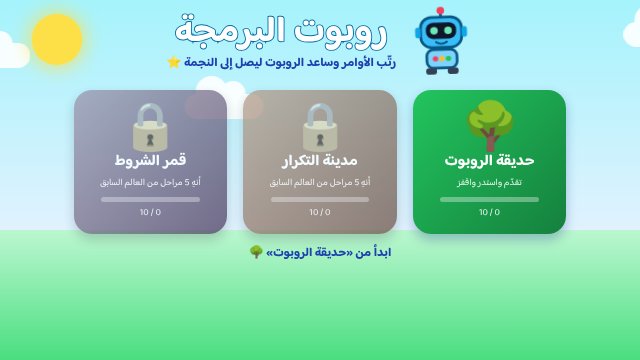 روبوت البرمجة
رتّب الأوامر وساعد الروبوت ليصل إلى النجمة ⭐
حديقة الروبوت
تقدّم واستدر واقفز
0 / 10
مدينة التكرار
أنهِ 5 مراحل من العالم السابق
0 / 10
قمر الشروط
أنهِ 5 مراحل من العالم السابق
0 / 10
ابدأ من «حديقة الروبوت» 🌳